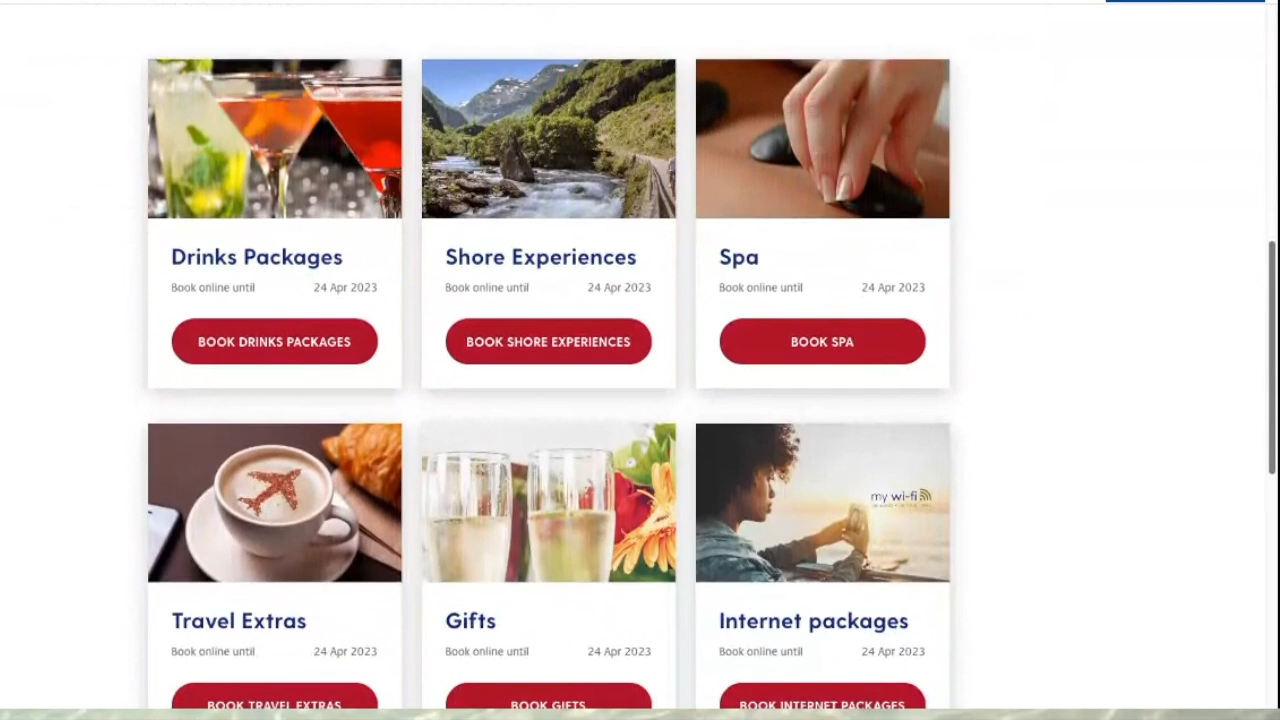 Drinks Packages
Book online until 24 Apr 2023
BOOK DRINKS PACKAGES
Shore Experiences
Book online until 24 Apr 2023
BOOK SHORE EXPERIENCES
Spa
Book online until 24 Apr 2023
BOOK SPA
my wi-fi
Travel Extras
Book online until 24 Apr 2023
BOOK TRAVEL EXTRAS
Gifts
Book online until 24 Apr 2023
BOOK GIFTS
Internet packages
Book online until 24 Apr 2023
BOOK INTERNET PACKAGES